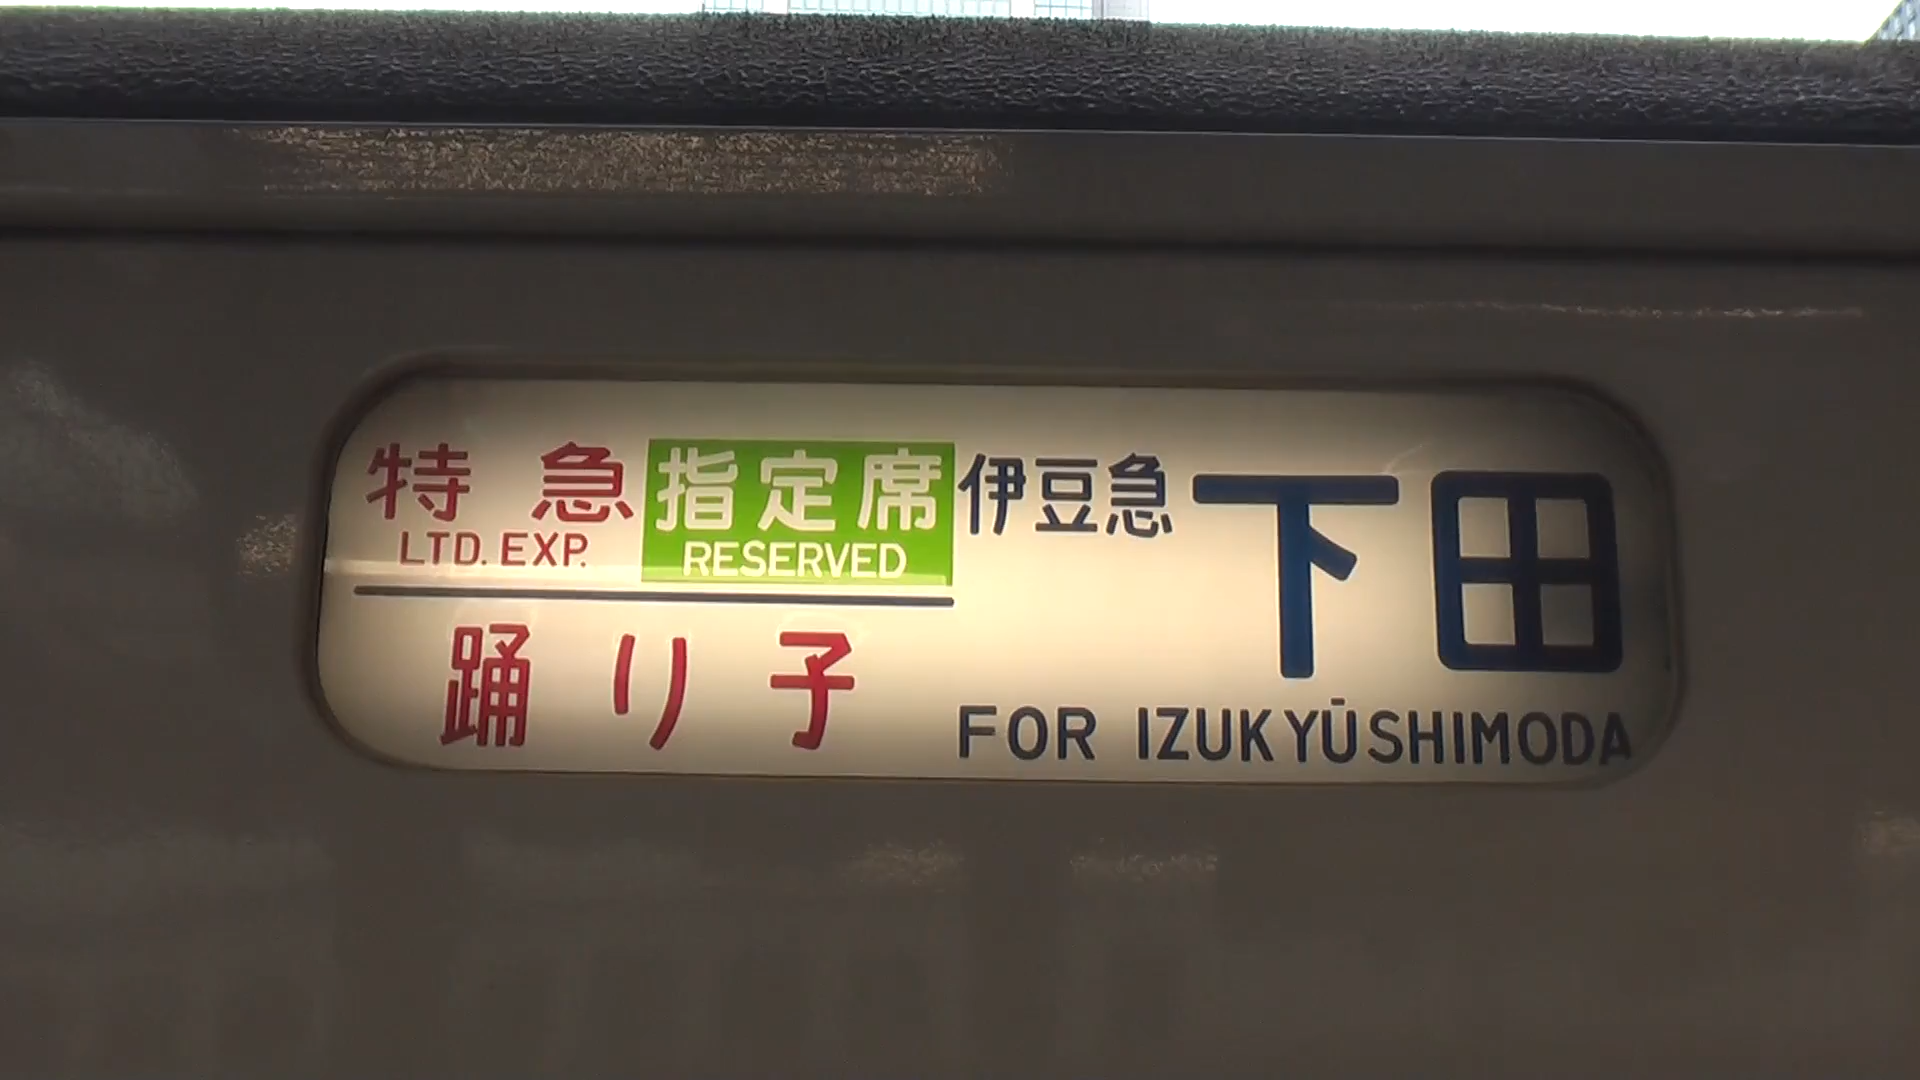 特急 指定席 伊豆急下田
LTD. EXP. RESERVED
踊り子
FOR IZUKYŪSHIMODA